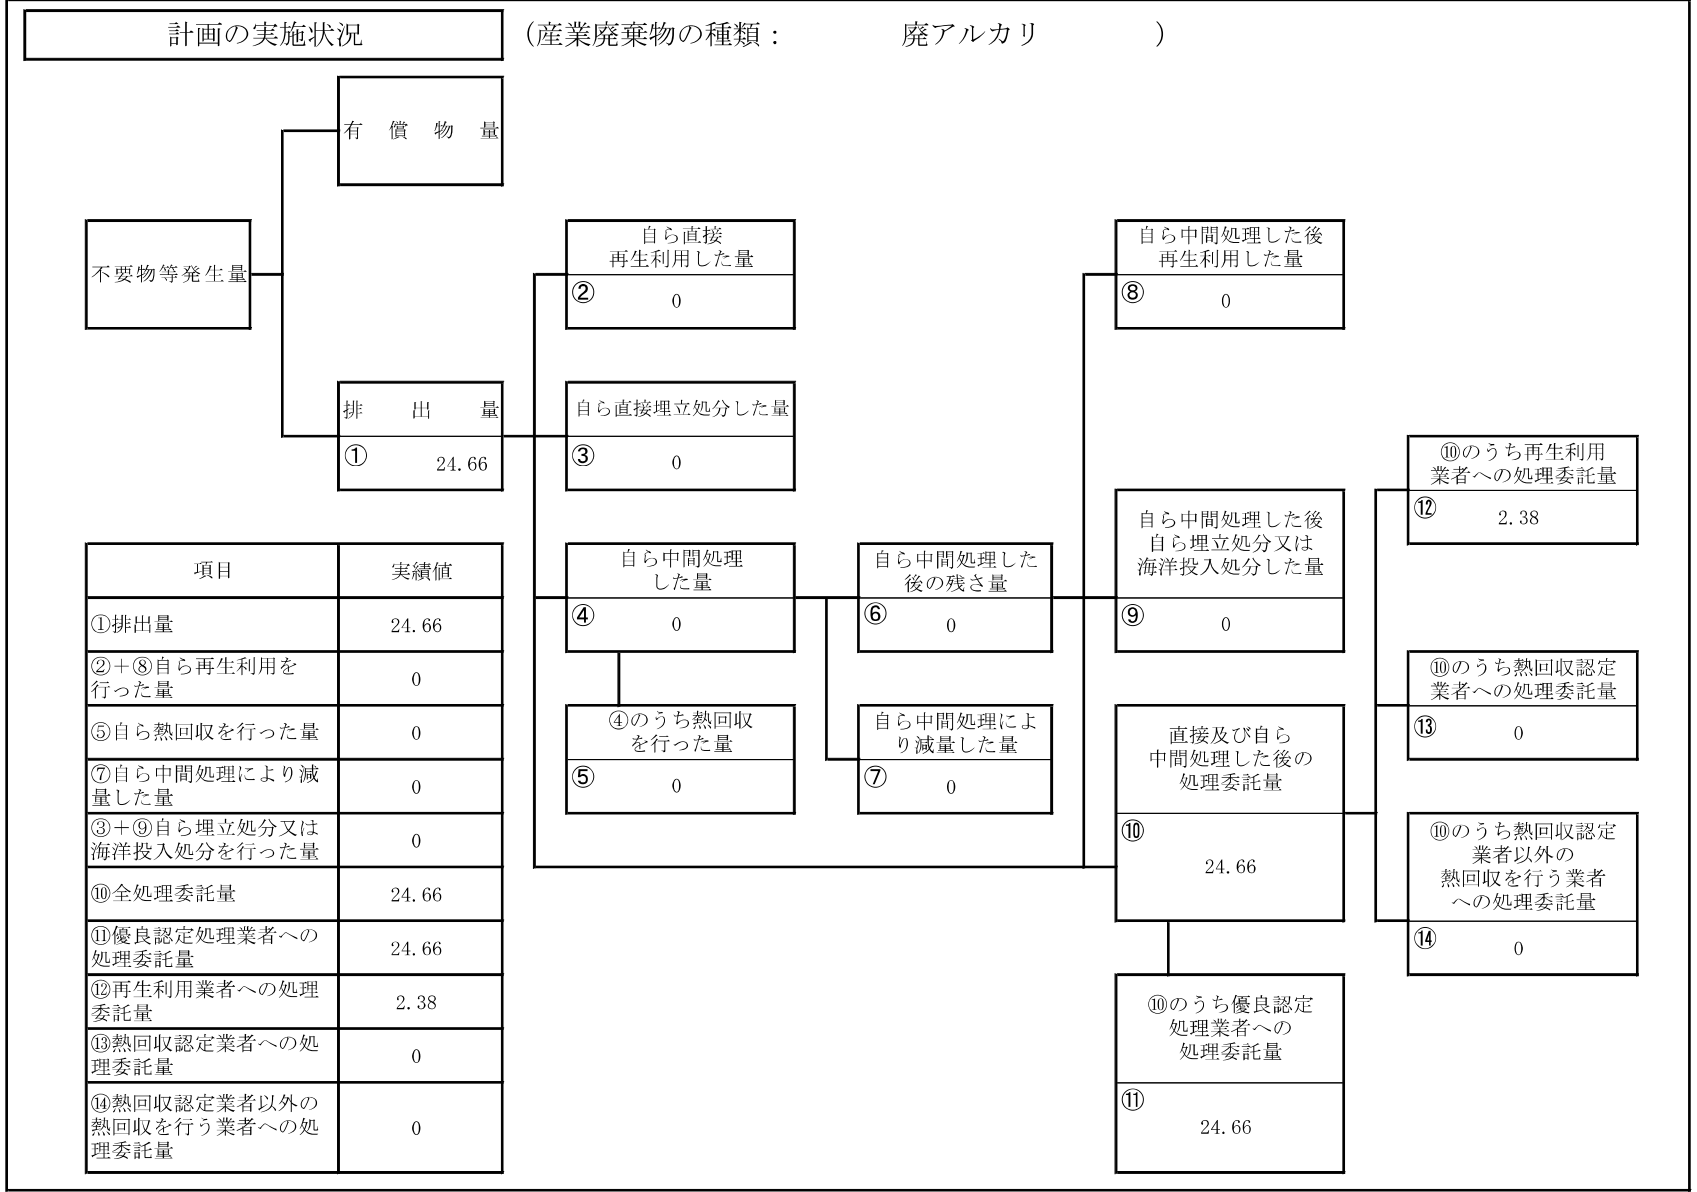 計画の実施状況
（産業廃棄物の種類： 廃アルカリ ）
有償物量
不要物等発生量
排出量
①
24.66
自ら直接
再生利用した量
②
0
自ら直接埋立処分した量
③
0
自ら中間処理
した量
④
0
④のうち熱回収
を行った量
⑤
0
自ら中間処理した
後の残さ量
⑥
0
自ら中間処理によ
り減量した量
⑦
0
自ら中間処理した後
再生利用した量
⑧
0
自ら中間処理した後
自ら埋立処分又は
海洋投入処分した量
⑨
0
直接及び自ら
中間処理した後の
処理委託量
⑩
24.66
⑩のうち優良認定
処理業者への
処理委託量
⑪
24.66
⑩のうち再生利用
業者への処理委託量
⑫
2.38
⑩のうち熱回収認定
業者への処理委託量
⑬
0
⑩のうち熱回収認定
業者以外の
熱回収を行う業者
への処理委託量
⑭
0
項目 実績値
①排出量 24.66
②＋⑧自ら再生利用を
行った量 0
⑤自ら熱回収を行った量 0
⑦自ら中間処理により減
量した量 0
③＋⑨自ら埋立処分又は
海洋投入処分を行った量 0
⑩全処理委託量 24.66
⑪優良認定処理業者への
処理委託量 24.66
⑫再生利用業者への処理
委託量 2.38
⑬熱回収認定業者への処
理委託量 0
⑭熱回収認定業者以外の
熱回収を行う業者への処
理委託量 0